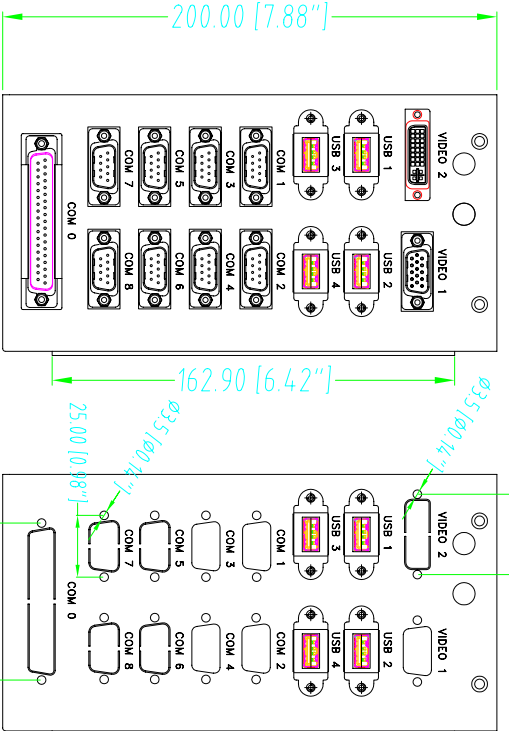 200.00 [7.88"]
VIDEO 2
USB 1
USB 3
COM 1
COM 3
COM 5
COM 7
COM 0
VIDEO 1
USB 2
USB 4
COM 2
COM 4
COM 6
COM 8
162.90 [6.42"]
Ø3.5 [Ø0.14"]
Ø3.5 [Ø0.14"]
25.00 [0.98"]
VIDEO 2
USB 1
USB 3
COM 1
COM 3
COM 5
COM 7
COM 0
VIDEO 1
USB 2
USB 4
COM 2
COM 4
COM 6
COM 8